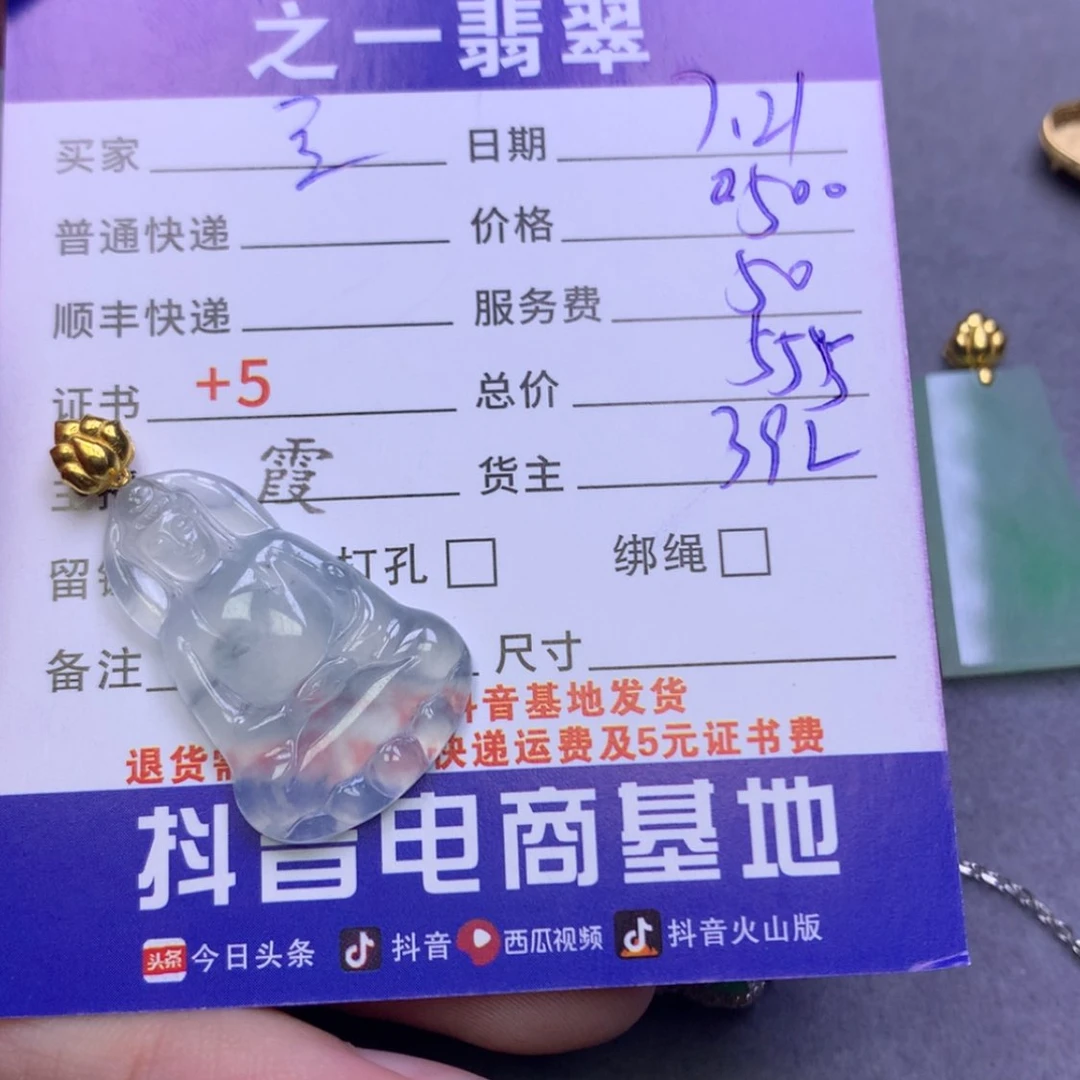 之一翡翠
买家 王 日期 7.21
普通快递 价格 500
顺丰快递 服务费 50
证书 +5 总价 555
霞 货主 39L
留 打孔 绑绳
备注 尺寸
抖音基地发货
退货 快递运费及5元证书费
抖音电商基地
头条 今日头条 抖音 西瓜视频 抖音火山版